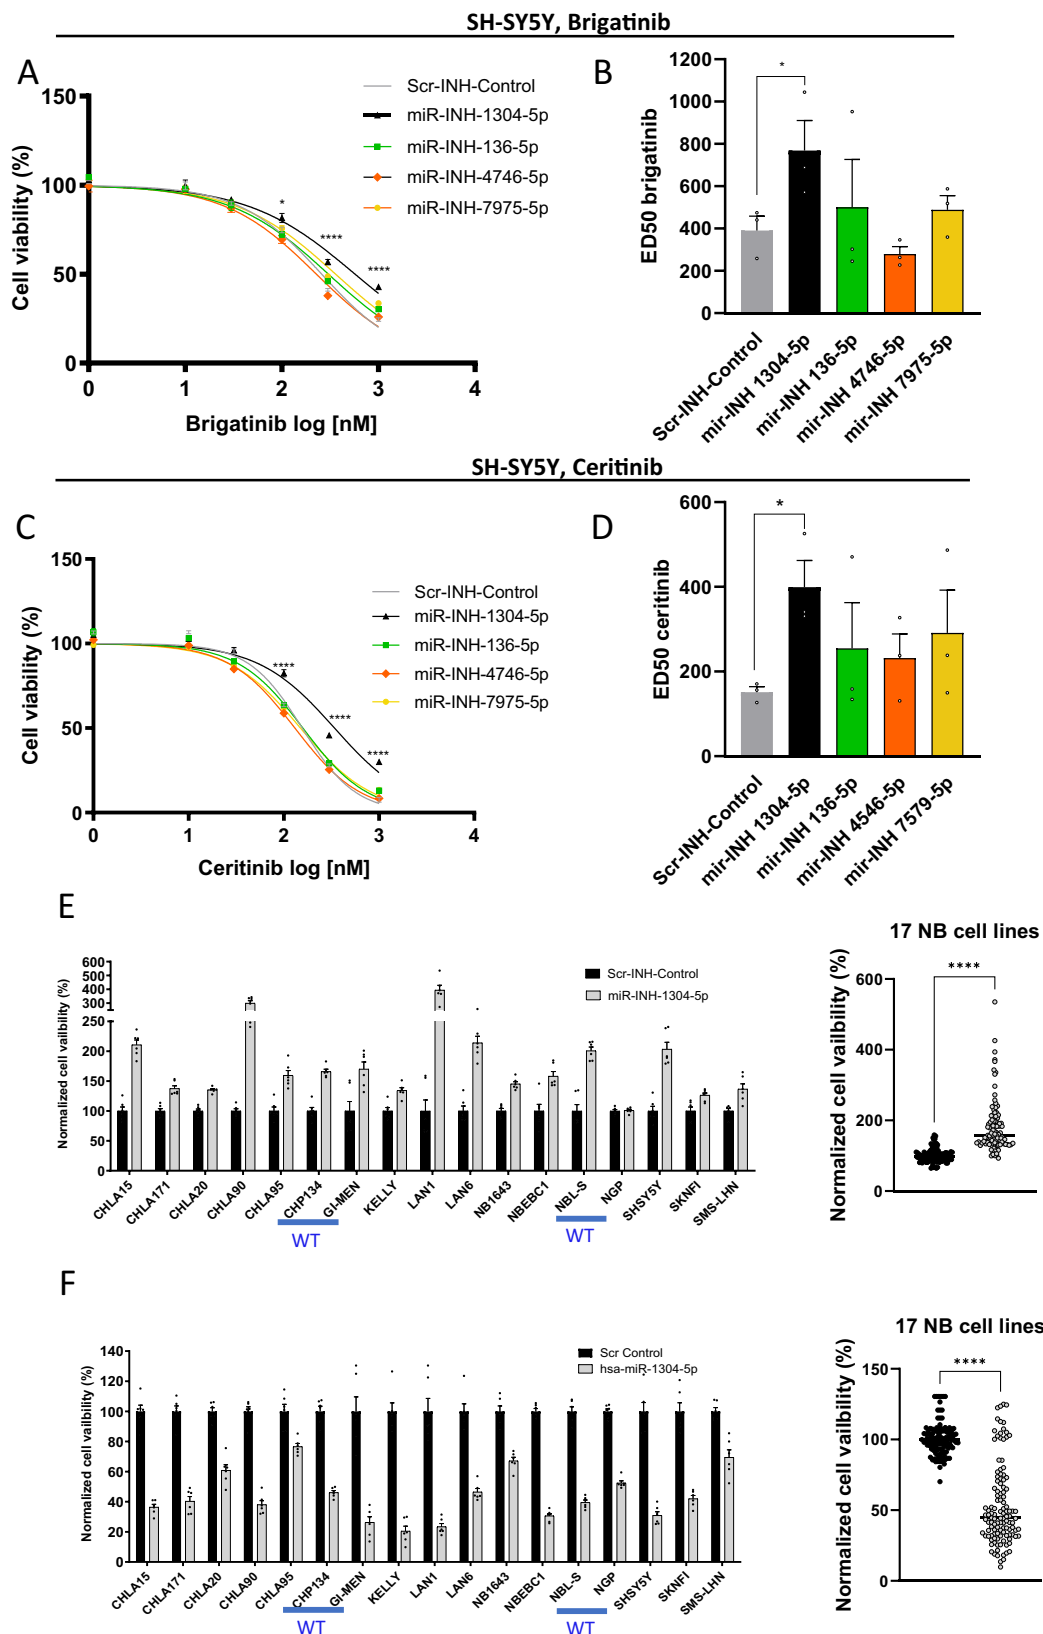 SH-SY5Y, Brigatinib
A
150
100
50
0
Cell viability (%)
0 1 2 3 4
Brigatinib log [nM]
Scr-INH-Control
miR-INH-1304-5p
miR-INH-136-5p
miR-INH-4746-5p
miR-INH-7975-5p
*
****
****
B
1200
1000
800
600
400
200
0
ED50 brigatinib
*
Scr-INH-Control
mir-INH 1304-5p
mir-INH 136-5p
mir-INH 4746-5p
mir-INH 7975-5p
SH-SY5Y, Ceritinib
C
150
100
50
0
Cell viability (%)
0 1 2 3 4
Ceritinib log [nM]
Scr-INH-Control
miR-INH-1304-5p
miR-INH-136-5p
miR-INH-4746-5p
miR-INH-7975-5p
****
****
****
D
600
400
200
0
ED50 ceritinib
*
Scr-INH-Control
mir-INH 1304-5p
mir-INH 136-5p
mir-INH 4546-5p
mir-INH 7579-5p
E
Normalized cell vailbility (%)
600
500
400
300
250
200
150
100
50
0
Scr-INH-Control
miR-INH-1304-5p
CHLA15
CHLA171
CHLA20
CHLA90
CHLA95
CHP134
GI-MEN
KELLY
LAN1
LAN6
NB1643
NBEBC1
NBL-S
NGP
SHSY5Y
SKNFI
SMS-LHN
WT
WT
17 NB cell lines
Normalized cell vailbility (%)
600
400
200
0
****
F
Normalized cell vailbility (%)
140
120
100
80
60
40
20
0
Scr Control
hsa-miR-1304-5p
CHLA15
CHLA171
CHLA20
CHLA90
CHLA95
CHP134
GI-MEN
KELLY
LAN1
LAN6
NB1643
NBEBC1
NBL-S
NGP
SHSY5Y
SKNFI
SMS-LHN
WT
WT
17 NB cell lines
Normalized cell vailbility (%)
150
100
50
0
****